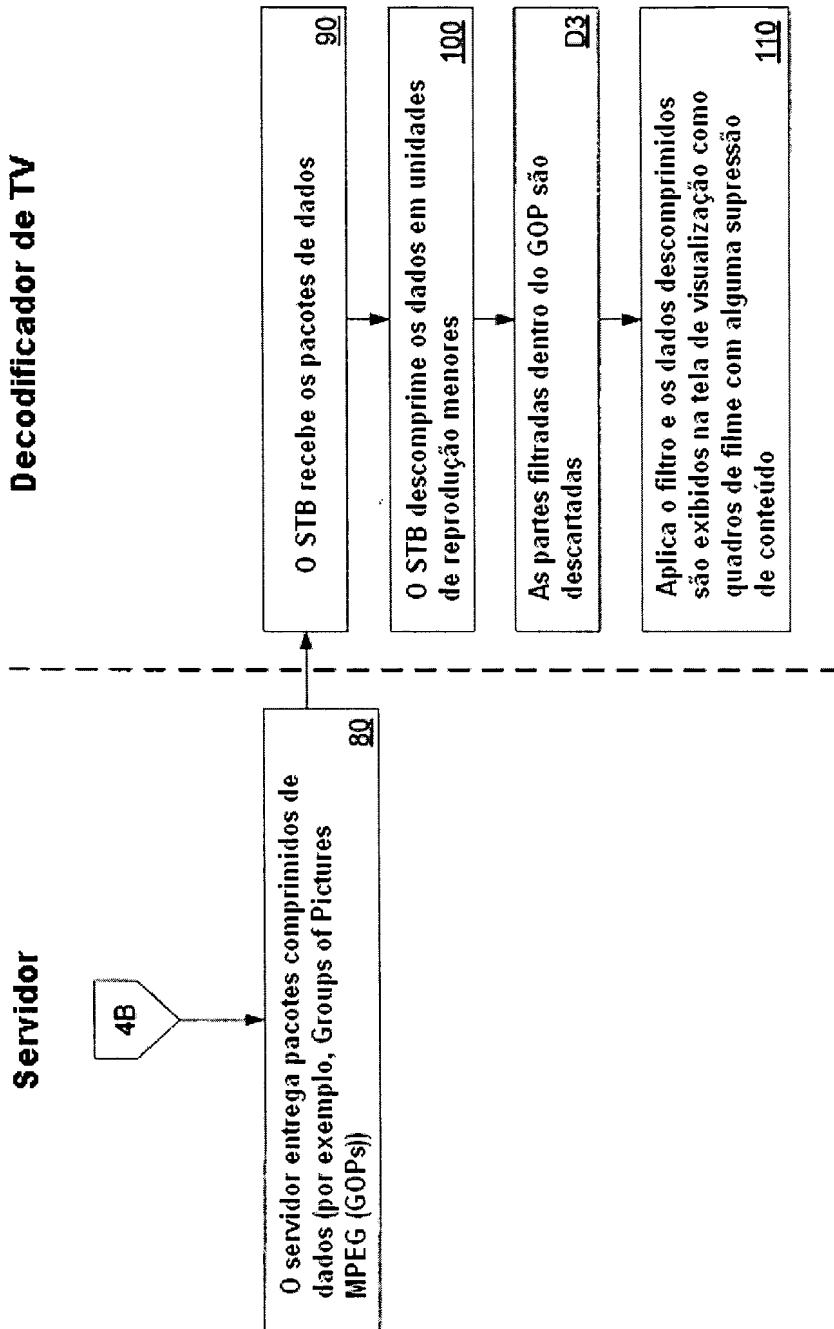 Servidor
4B
O servidor entrega pacotes comprimidos de
dados (por exemplo, Groups of Pictures
MPEG (GOPs))
80
Decodificador de TV
O STB recebe os pacotes de dados
90
O STB descomprime os dados em unidades
de reprodução menores
100
As partes filtradas dentro do GOP são
descartadas
D3
Aplica o filtro e os dados descomprimidos
são exibidos na tela de visualização como
quadros de filme com alguma supressão
de conteúdo
110